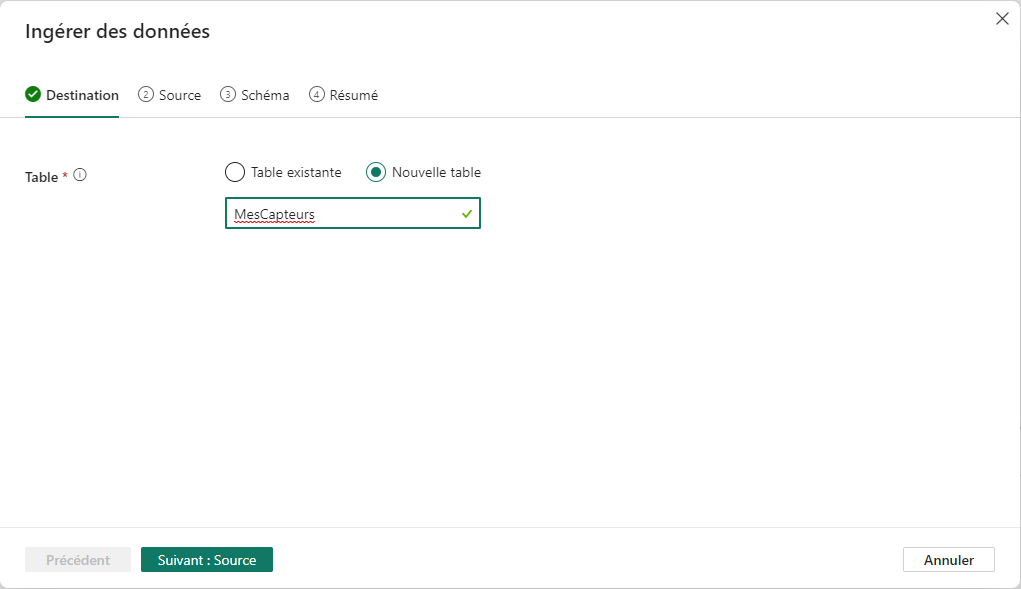 Ingérer des données
Destination 2 Source 3 Schéma 4 Résumé
Table * Table existante Nouvelle table
MesCapteurs
Précédent Suivant : Source Annuler